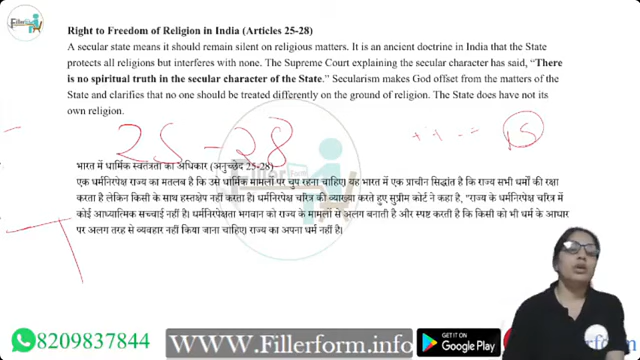 Fillerform
Right to Freedom of Religion in India (Articles 25-28)
A secular state means it should remain silent on religious matters. It is an ancient doctrine in India that the State
protects all religions but interferes with none. The Supreme Court explaining the secular character has said, "There
is no spiritual truth in the secular character of the State." Secularism makes God offset from the matters of the
State and clarifies that no one should be treated differently on the ground of religion. The State does have not its
own religion.
25-28
15
भारत में धार्मिक स्वतंत्रता का अधिकार (अनुच्छेद 25-28)
एक धर्मनिरपेक्ष राज्य का मतलब है कि उसे धार्मिक मामलों पर चुप रहना चाहिए। यह भारत में एक प्राचीन सिद्धांत है कि राज्य सभी धर्मों की रक्षा
करता है लेकिन किसी के साथ हस्तक्षेप नहीं करता है। धर्मनिरपेक्ष चरित्र की व्याख्या करते हुए सुप्रीम कोर्ट ने कहा है, "राज्य के धर्मनिरपेक्ष चरित्र में
कोई आध्यात्मिक सच्चाई नहीं है। धर्मनिरपेक्षता भगवान को राज्य के मामलों से अलग बनाती है और स्पष्ट करती है कि किसी को भी धर्म के आधार
पर अलग तरह से व्यवहार नहीं किया जाना चाहिए। राज्य का अपना धर्म नहीं है।
8209837844
www.Fillerform.info
GET IT ON
Google Play